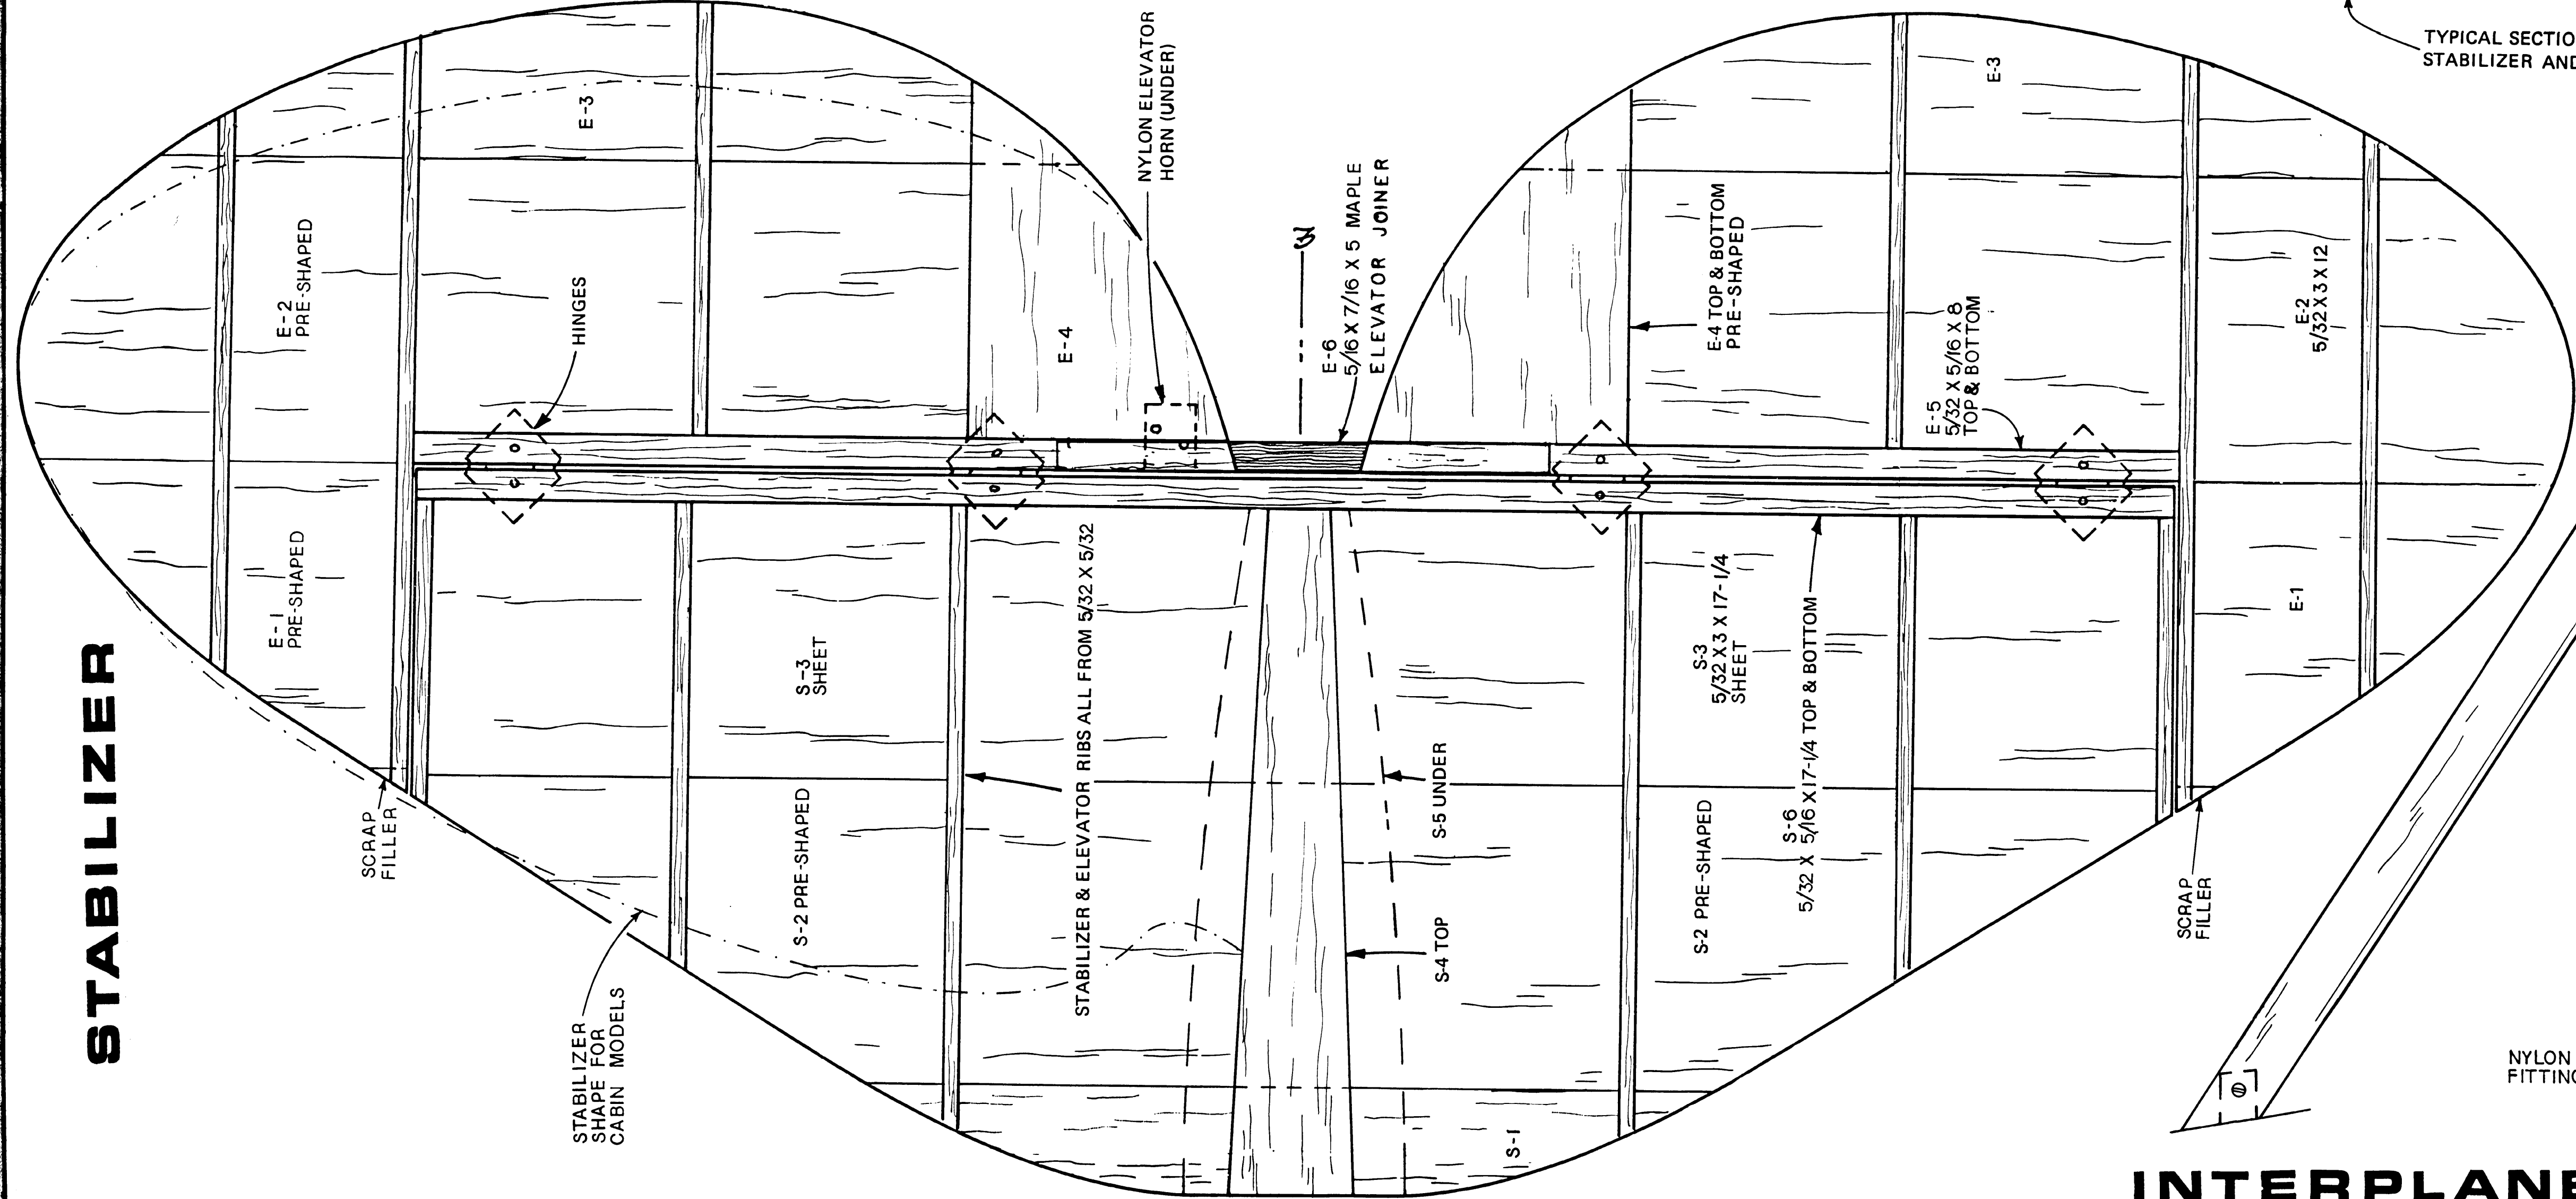 STABILIZER
E-2
PRE-SHAPED
E-3
HINGES
E-1
PRE-SHAPED
SCRAP
FILLER
S-3
SHEET
S-2 PRE-SHAPED
STABILIZER
SHAPE FOR
CABIN MODELS
E-4
NYLON ELEVATOR
HORN (UNDER)
STABILIZER & ELEVATOR RIBS ALL FROM 5/32 X 5/32
E-6
5/16 X 7/16 X 5 MAPLE
ELEVATOR JOINER
S-5 UNDER
S-4 TOP
S-1
E-4 TOP & BOTTOM
PRE-SHAPED
E-3
E-5
5/32 X 5/16 X 8
TOP & BOTTOM
S-3
5/32 X 3 X 17-1/4
SHEET
S-6
5/32 X 5/16 X 17-1/4 TOP & BOTTOM
S-2 PRE-SHAPED
E-2
5/32 X 3 X 12
E-1
SCRAP
FILLER
TYPICAL SECTIO
STABILIZER AND
NYLON
FITTING
INTERPLANE